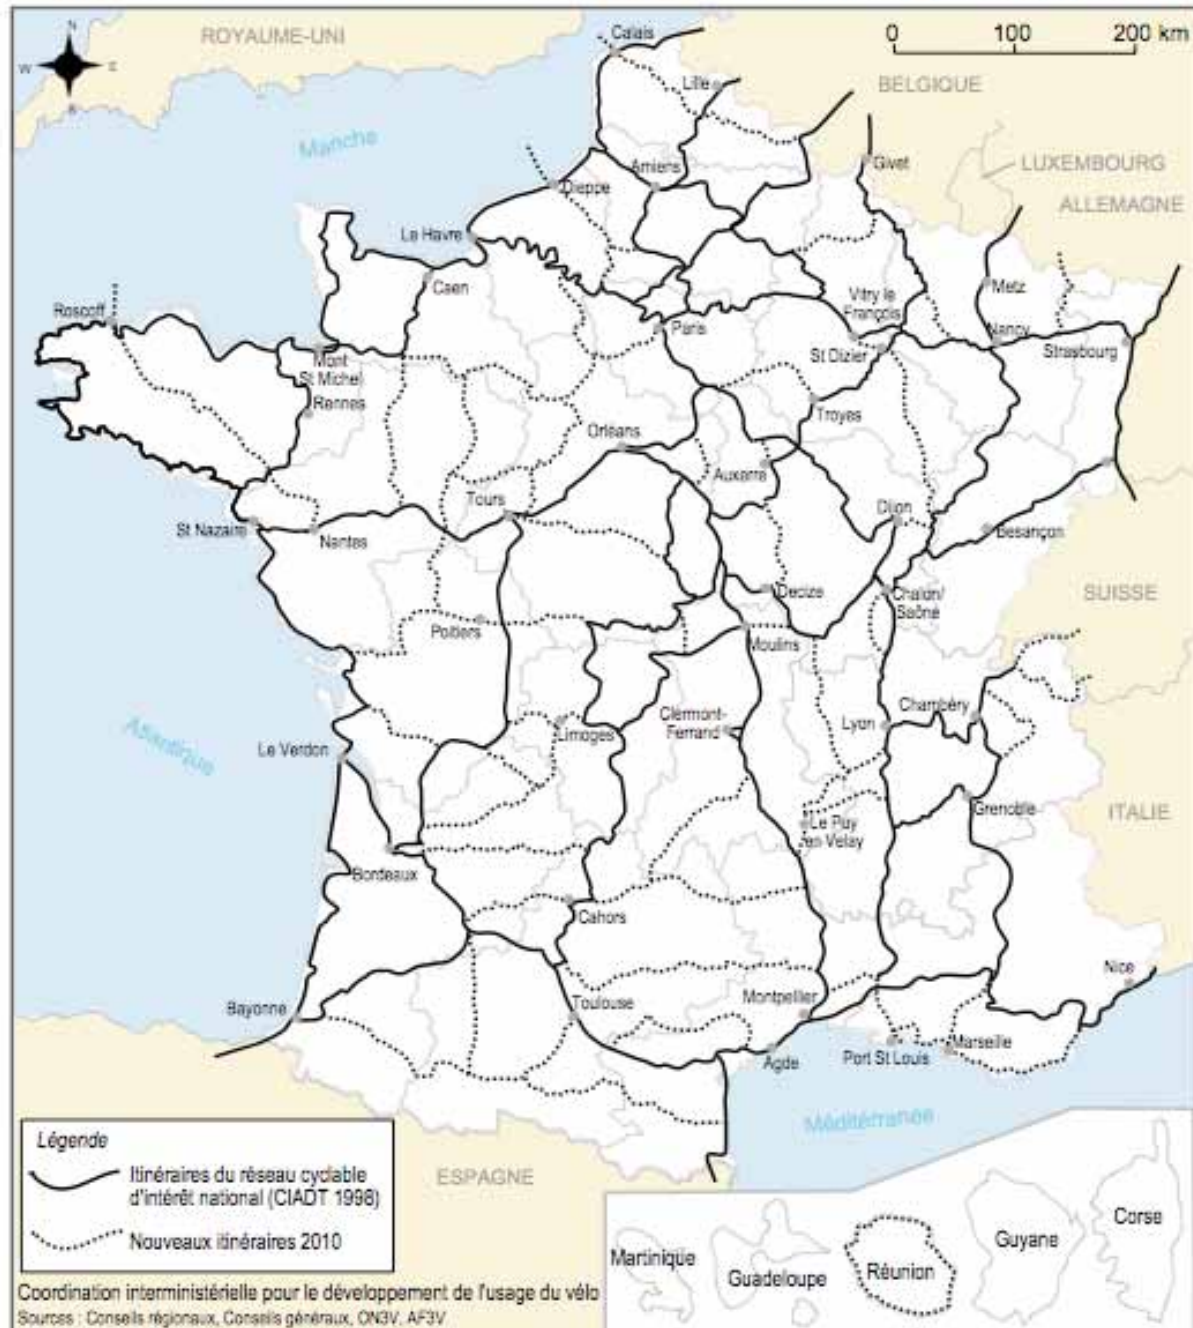 ROYAUME-UNI
Calais
0 100 200 km
N
W E
S
Lille
BELGIQUE
Manche
Givet
LUXEMBOURG
Amiens
Dieppe
ALLEMAGNE
Le Havre
Caen
Metz
Vitry le
François
Roscoff
Paris
Nancy
Strasbourg
Mont
St Michel
St Dizier
Rennes
Troyes
Orléans
Auxerre
Tours
Dijon
St Nazaire
Nantes
Besançon
Decize
Chalon/
Saône
SUISSE
Poitiers
Moulins
Chambéry
Atlantique
Limoges
Clermont-
Ferrand
Lyon
Le Verdon
Grenoble
ITALIE
Le Puy
en Velay
Bordeaux
Cahors
Nice
Bayonne
Toulouse
Montpellier
Agde
Port St Louis
Marseille
Méditerranée
Légende
Itinéraires du réseau cyclable
d'intérêt national (CIADT 1998)
Nouveaux itinéraires 2010
ESPAGNE
Martinique
Guadeloupe
Réunion
Guyane
Corse
Coordination interministérielle pour le développement de l'usage du vélo
Sources : Conseils régionaux, Conseils généraux, ON3V, AF3V